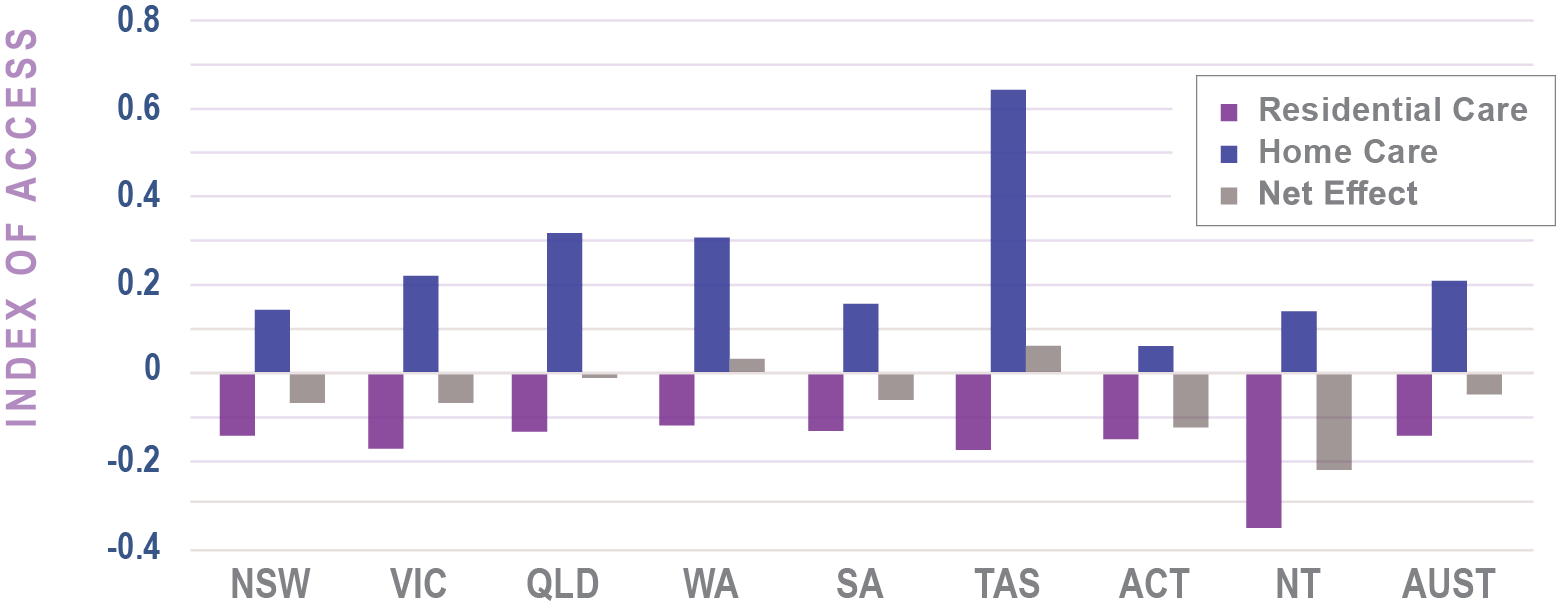 INDEX OF ACCESS
0.8
0.6
0.4
0.2
0
-0.2
-0.4
Residential Care
Home Care
Net Effect
NSW VIC QLD WA SA TAS ACT NT AUST